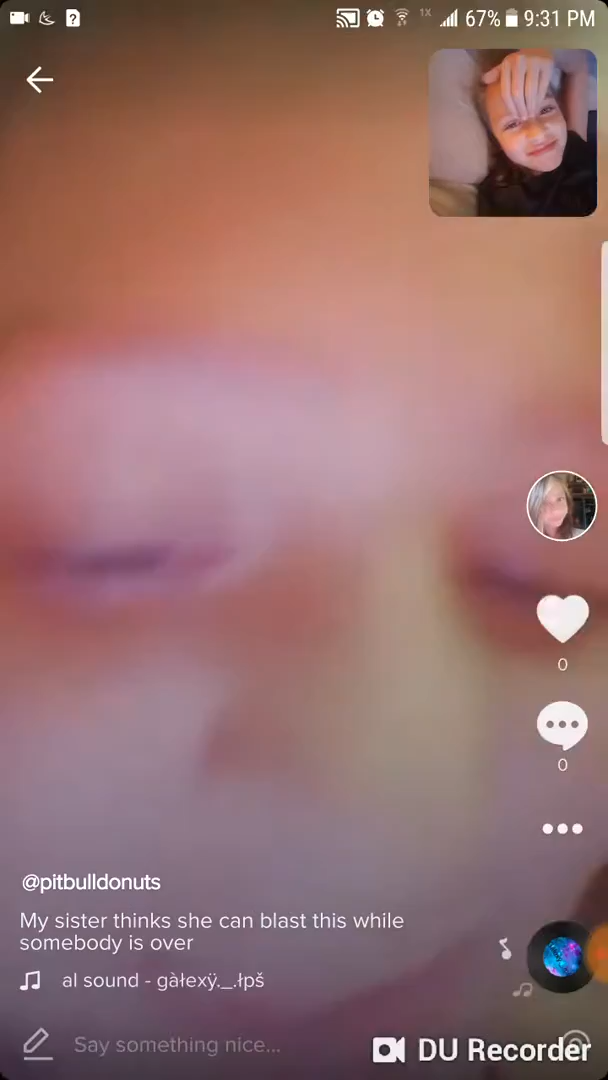 1X 67% 9:31 PM
0
0
@pitbulldonuts
My sister thinks she can blast this while
somebody is over
al sound - gàłexÿ._.łpš
Say something nice...
DU Recorder